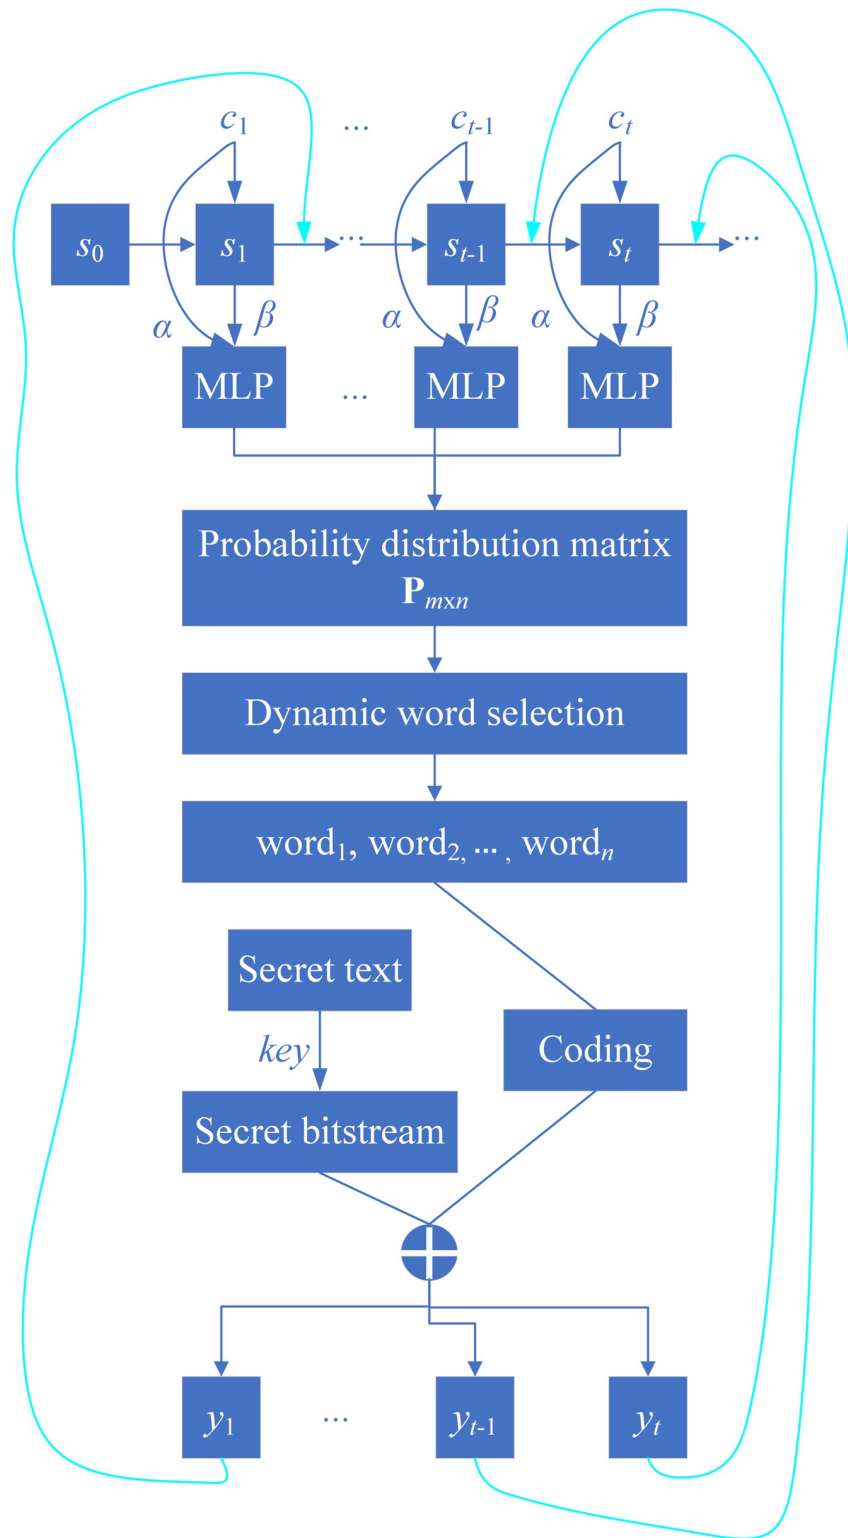 c1 ... ct-1 ct
s0 s1 ... st-1 st ...
α β α β α β
MLP ... MLP MLP
Probability distribution matrix
Pmxn
Dynamic word selection
word1, word2, ... , wordn
Secret text
key
Coding
Secret bitstream
y1 ... yt-1 yt